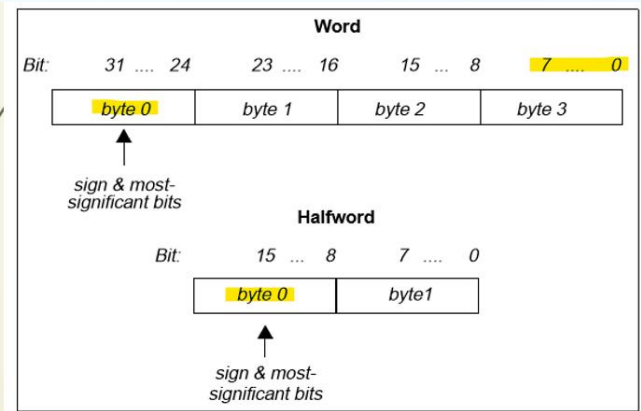 Word
Bit: 31 .... 24 23 .... 16 15 ... 8 7 .... 0
byte 0 byte 1 byte 2 byte 3
sign & most-
significant bits
Halfword
Bit: 15 ... 8 7 .... 0
byte 0 byte1
sign & most-
significant bits